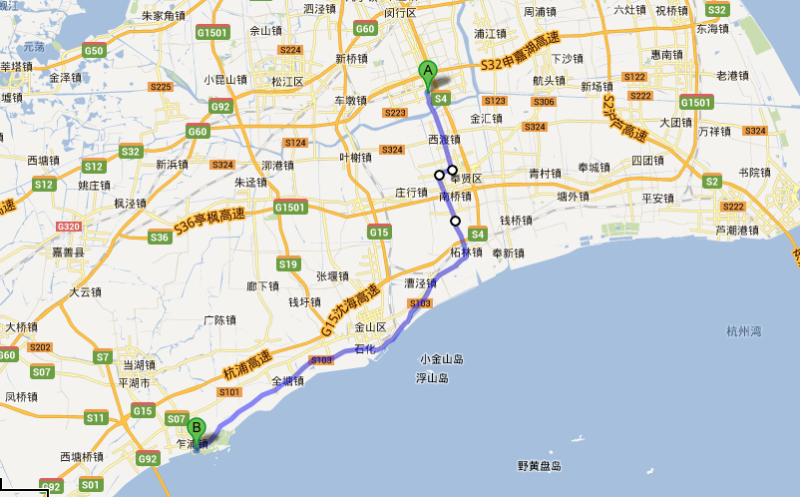 泗泾镇
闵行区
周浦镇
六灶镇
祝桥镇
S32
朱家角镇
G1501
佘山镇
G60
浦江镇
东海镇
元荡
G50
S224
新桥镇
S32申嘉湖高速
下沙镇
惠南镇
金泽镇
S225
小昆山镇
松江区
A
航头镇
新场镇
S122
老港镇
G92
车墩镇
S4
S123
S306
S222
G1501
S223
金汇镇
S2沪芦高速
大团镇
G60
S324
万祥镇
S324
S124
西渡镇
S32
S324
叶榭镇
四团镇
西塘镇
S12
新浜镇
S324
泖港镇
奉城镇
书院镇
S12
姚庄镇
朱泾镇
奉贤区
青村镇
S2
庄行镇
南桥镇
塘外镇
平安镇
枫泾镇
G1501
S222
S36亭枫高速
钱桥镇
芦潮港镇
G320
S36
G15
S4
嘉善县
柘林镇
奉新镇
S19
张堰镇
漕泾镇
大云镇
廊下镇
钱圩镇
G15沈海高速
S103
广陈镇
金山区
大桥镇
杭州湾
S202
石化
G60
S7
当湖镇
杭浦高速
S103
小金山岛
S07
平湖市
全塘镇
浮山岛
凤桥镇
S101
G15
S11
S07
B
乍浦镇
西塘桥镇
G92
野黄盘岛
G92
S01